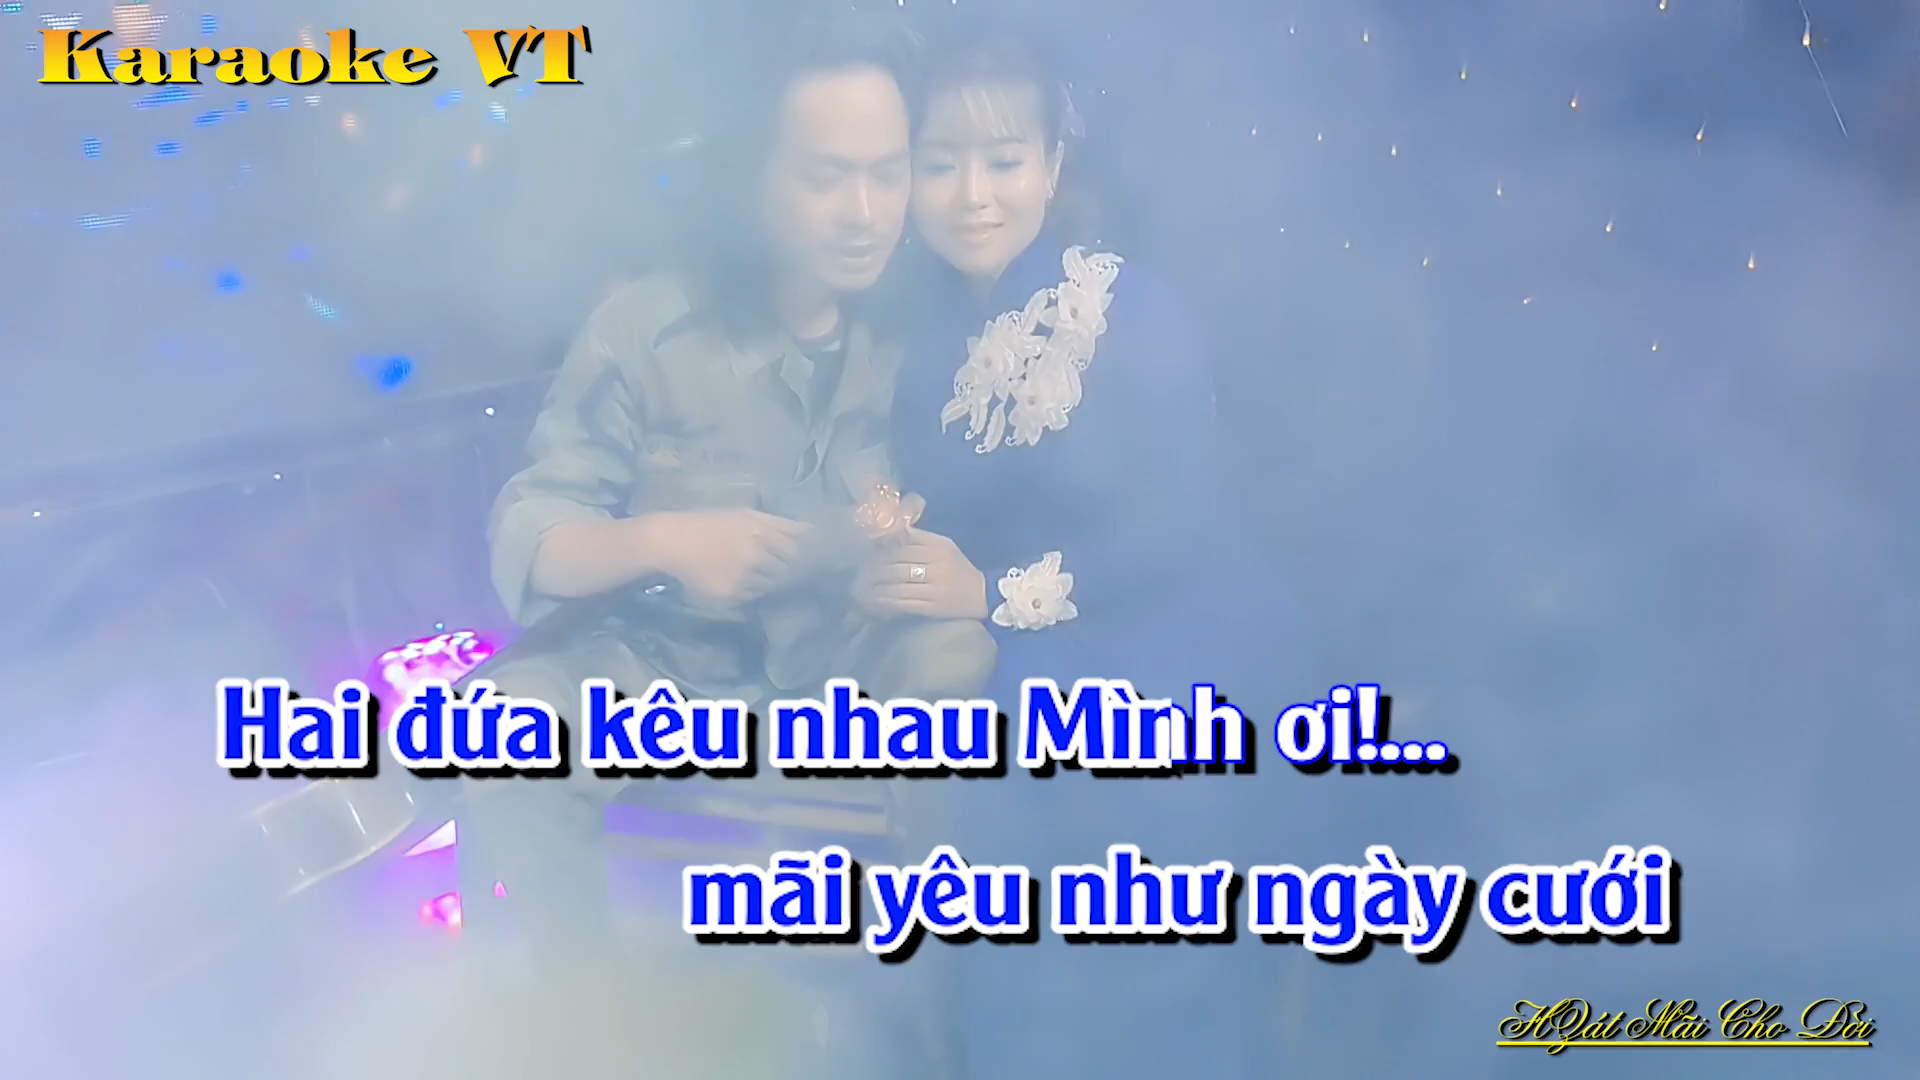 Karaoke VT
Hai đứa kêu nhau Mình ơi!...
mãi yêu như ngày cưới
Hát Mãi Cho Đời